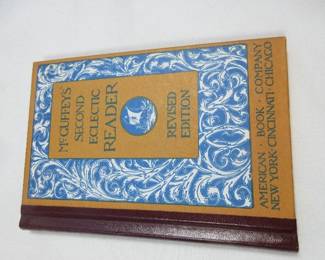 McGUFFEY'S
SECOND
ECLECTIC
READER
REVISED
EDITION
AMERICAN · BOOK · COMPANY
NEW YORK · CINCINNATI · CHICAGO